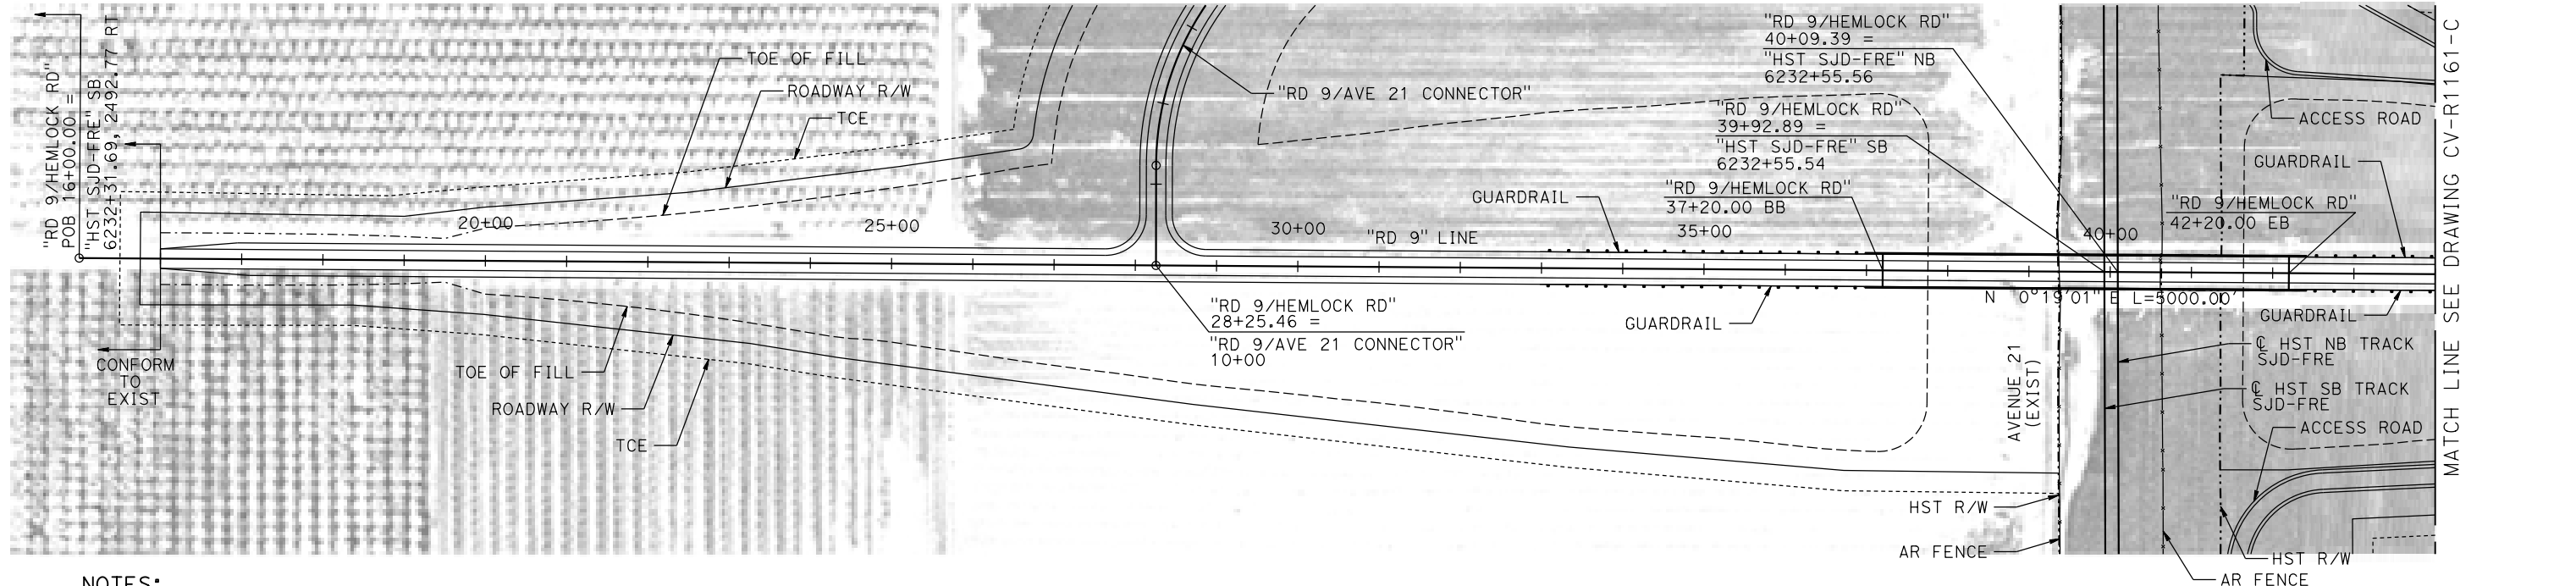 "RD 9/HEMLOCK RD"
POB 16+00.00 =
"HST SJD-FRE" SB
6232+31.69, 2492.77 RT
TOE OF FILL
ROADWAY R/W
TCE
"RD 9/AVE 21 CONNECTOR"
"RD 9/HEMLOCK RD"
40+09.39 =
"HST SJD-FRE" NB
6232+55.56
"RD 9/HEMLOCK RD"
39+92.89 =
"HST SJD-FRE" SB
6232+55.54
GUARDRAIL
"RD 9/HEMLOCK RD"
37+20.00 BB
ACCESS ROAD
GUARDRAIL
"RD 9/HEMLOCK RD"
42+20.00 EB
20+00
25+00
30+00
"RD 9" LINE
35+00
40+00
N 0°19'01" E L=5000.00'
"RD 9/HEMLOCK RD"
28+25.46 =
"RD 9/AVE 21 CONNECTOR"
10+00
GUARDRAIL
GUARDRAIL
CONFORM
TO
EXIST
TOE OF FILL
ROADWAY R/W
TCE
AVENUE 21
(EXIST)
℄ HST NB TRACK
SJD-FRE
℄ HST SB TRACK
SJD-FRE
ACCESS ROAD
HST R/W
AR FENCE
HST R/W
AR FENCE
MATCH LINE SEE DRAWING CV-R1161-C
NOTES: